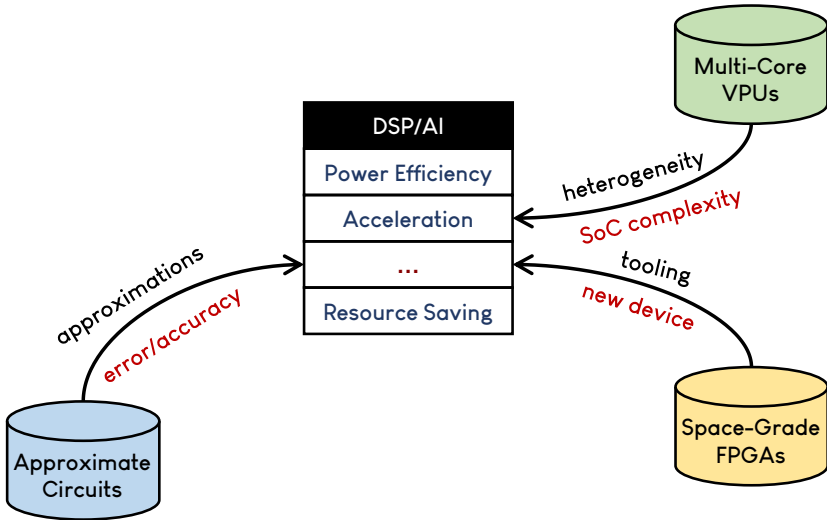 Multi-Core
VPUs
DSP/AI
Power Efficiency
Acceleration
...
Resource Saving
heterogeneity
SoC complexity
tooling
new device
approximations
error/accuracy
Space-Grade
FPGAs
Approximate
Circuits